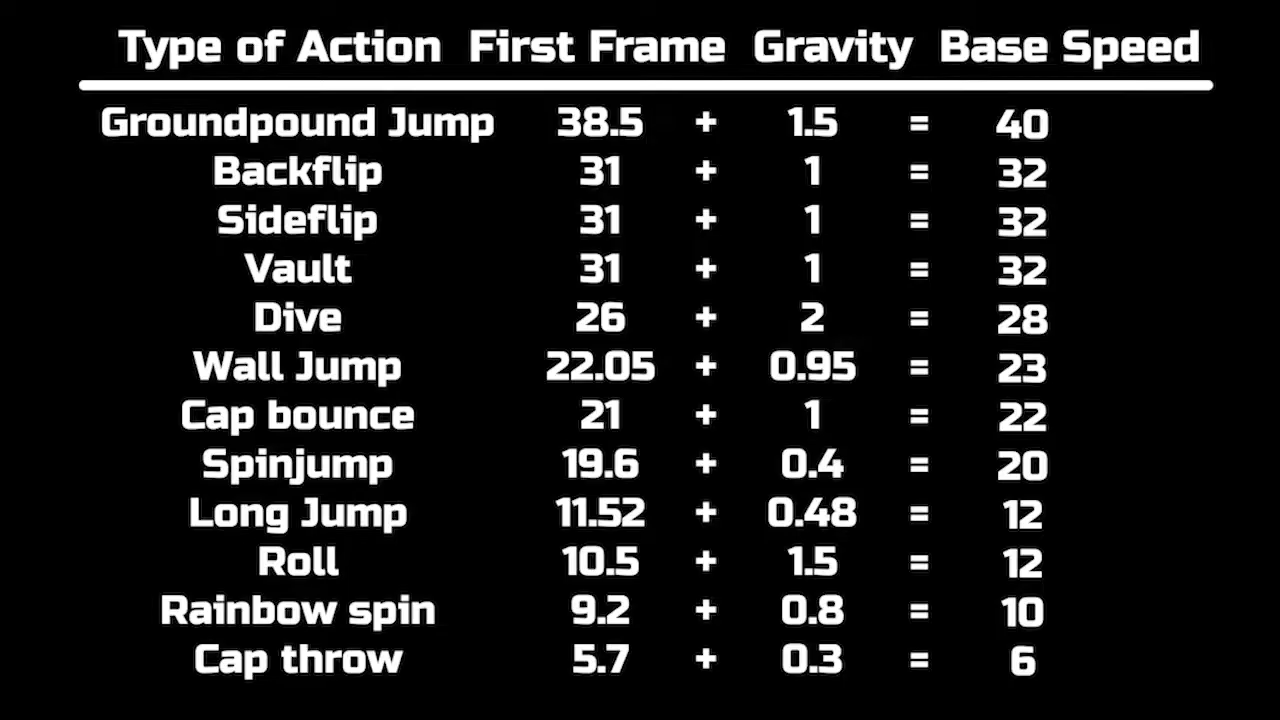 Type of Action First Frame Gravity Base Speed
Groundpound Jump 38.5 + 1.5 = 40
Backflip 31 + 1 = 32
Sideflip 31 + 1 = 32
Vault 31 + 1 = 32
Dive 26 + 2 = 28
Wall Jump 22.05 + 0.95 = 23
Cap bounce 21 + 1 = 22
Spinjump 19.6 + 0.4 = 20
Long Jump 11.52 + 0.48 = 12
Roll 10.5 + 1.5 = 12
Rainbow spin 9.2 + 0.8 = 10
Cap throw 5.7 + 0.3 = 6